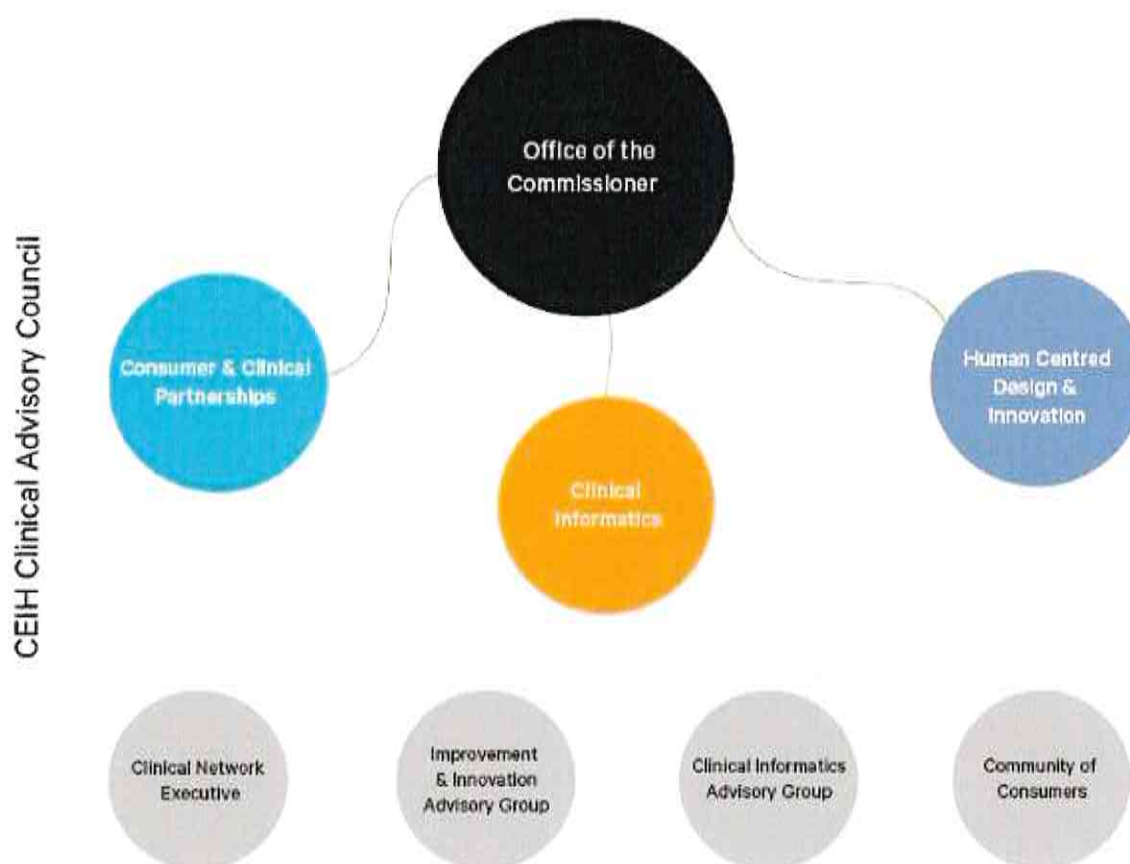 Office of the
Commissioner
CEIH Clinical Advisory Council
Consumer & Clinical
Partnerships
Human Centred
Design &
Innovation
Clinical
Informatics
Clinical Network
Executive
Improvement
& Innovation
Advisory Group
Clinical Informatics
Advisory Group
Community of
Consumers